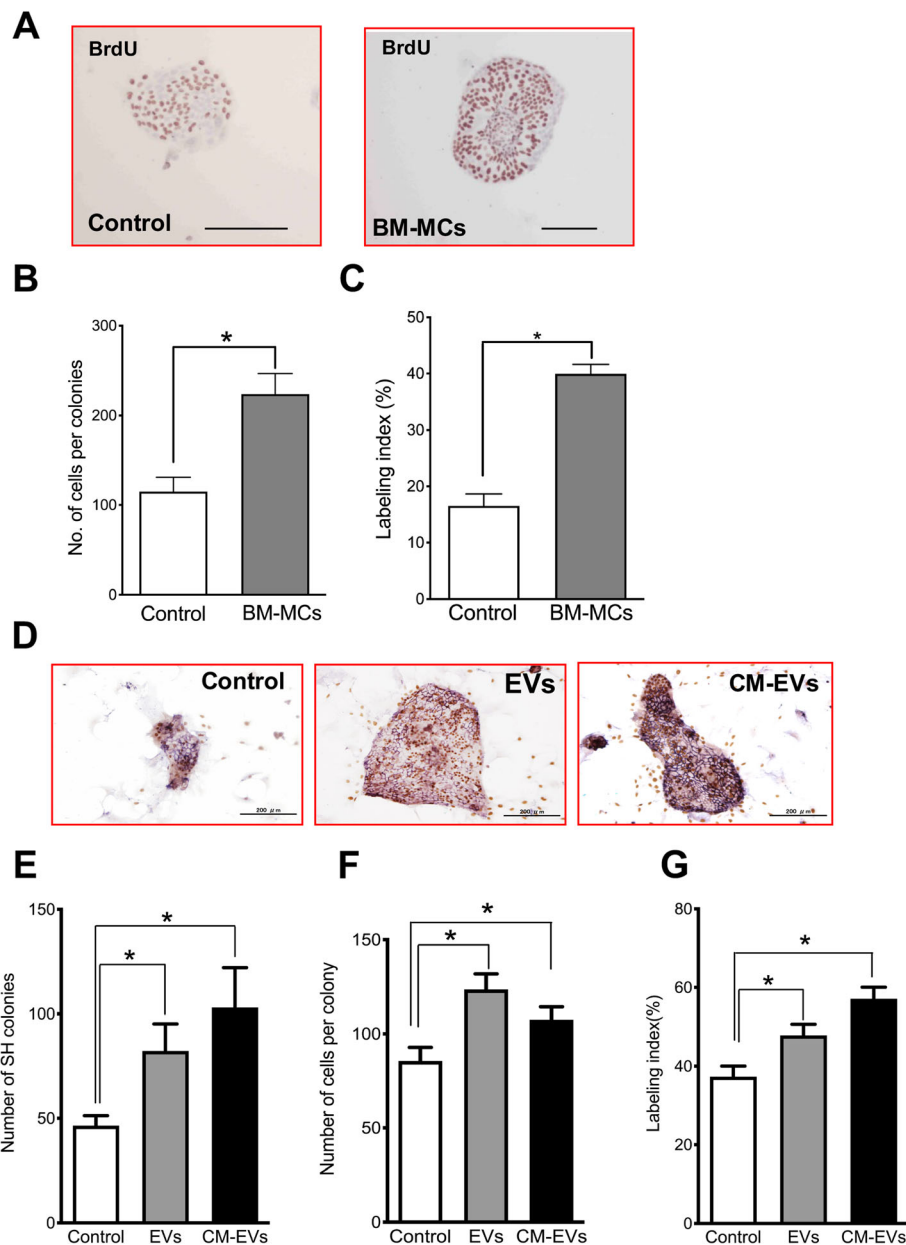 A
BrdU
Control
BrdU
BM-MCs
B
No. of cells per colonies
300
200
100
0
*
Control
BM-MCs
C
Labeling index (%)
50
40
30
20
10
0
*
Control
BM-MCs
D
Control
200 μm
EVs
200 μm
CM-EVs
200 μm
E
Number of SH colonies
150
100
50
0
*
*
Control
EVs
CM-EVs
F
Number of cells per colony
150
100
50
0
*
*
Control
EVs
CM-EVs
G
Labeling index(%)
80
60
40
20
0
*
*
Control
EVs
CM-EVs